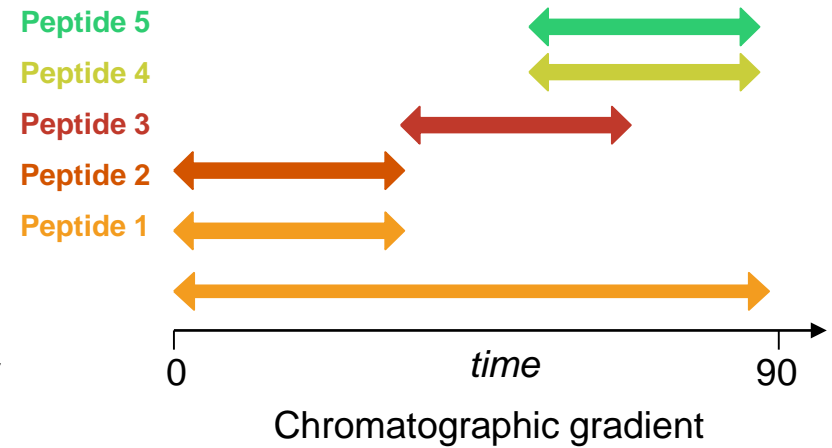 Peptide 5
Peptide 4
Peptide 3
Peptide 2
Peptide 1
0
time
90
Chromatographic gradient